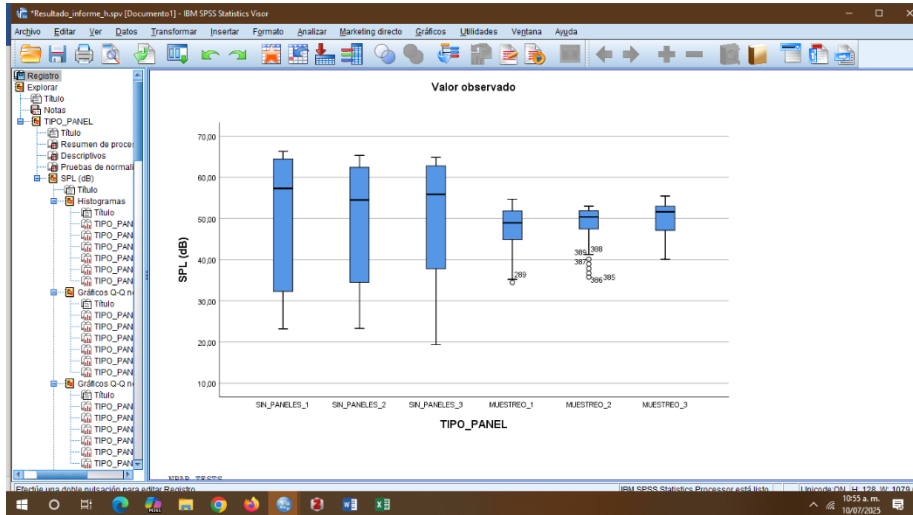 *Resultado_informe_h.spv [Documento1] - IBM SPSS Statistics Visor
Archivo Editar Ver Datos Transformar Insertar Formato Analizar Marketing directo Gráficos Utilidades Ventana Ayuda
Registro
Explorar
Título
Notas
TIPO_PANEL
Título
Resumen de proce
Descriptivos
Pruebas de normali
SPL (dB)
Título
Histogramas
Título
TIPO_PAN
TIPO_PAN
TIPO_PAN
TIPO_PAN
TIPO_PAN
TIPO_PAN
Gráficos Q-Q no
Título
TIPO_PAN
TIPO_PAN
TIPO_PAN
TIPO_PAN
TIPO_PAN
TIPO_PAN
Gráficos Q-Q n
Título
TIPO_PAN
TIPO_PAN
TIPO_PAN
TIPO_PAN
TIPO_PAN
TIPO_PAN
Valor observado
SPL (dB)
70,00
60,00
50,00
40,00
30,00
20,00
10,00
289
389 388
387
386 385
SIN_PANELES_1 SIN_PANELES_2 SIN_PANELES_3 MUESTREO_1 MUESTREO_2 MUESTREO_3
TIPO_PANEL
NPAR TESTS
Efectúe una doble pulsación para editar Registro
IBM SPSS Statistics Processor está listo Unicode:ON H: 128, W: 1079
10:55 a. m.
10/07/2025